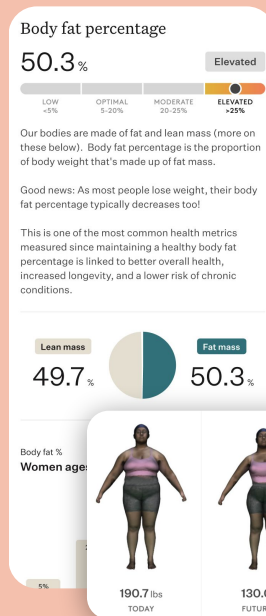 Body fat percentage
50.3 %
Elevated
LOW
<5%
OPTIMAL
5-20%
MODERATE
20-25%
ELEVATED
>25%
Our bodies are made of fat and lean mass (more on
these below). Body fat percentage is the proportion
of body weight that's made up of fat mass.
Good news: As most people lose weight, their body
fat percentage typically decreases too!
This is one of the most common health metrics
measured since maintaining a healthy body fat
percentage is linked to better overall health,
increased longevity, and a lower risk of chronic
conditions.
Lean mass
49.7 %
Fat mass
50.3 %
Body fat %
Women ages
5%
190.7 lbs
TODAY
130.
FUTUR